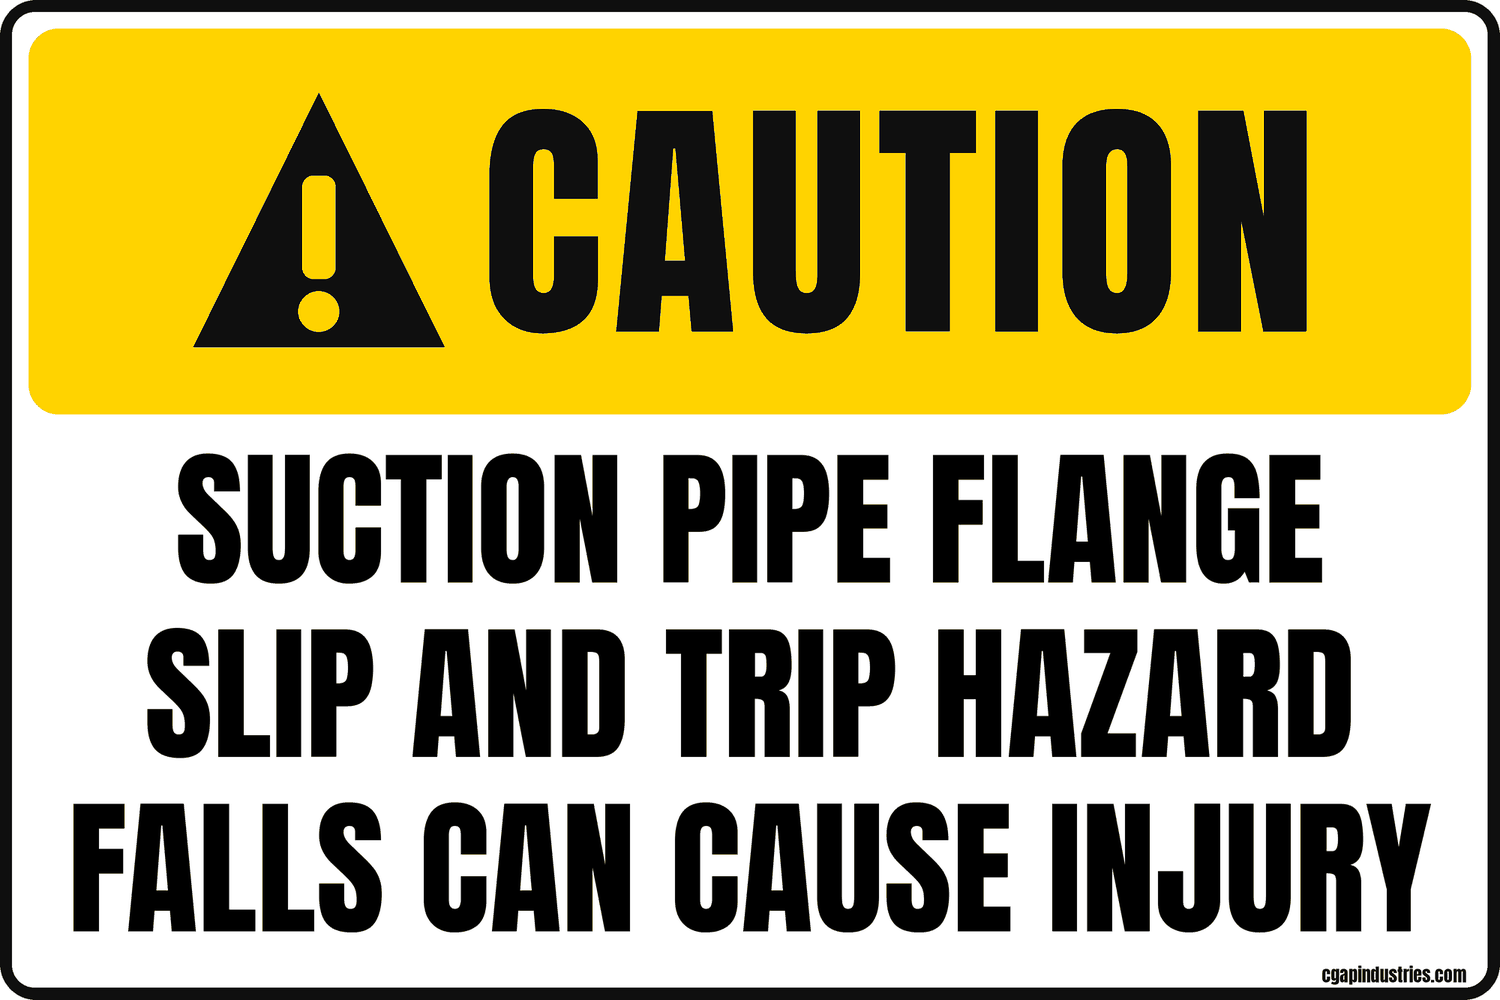 CAUTION
SUCTION PIPE FLANGE
SLIP AND TRIP HAZARD
FALLS CAN CAUSE INJURY
cgapindustries.com